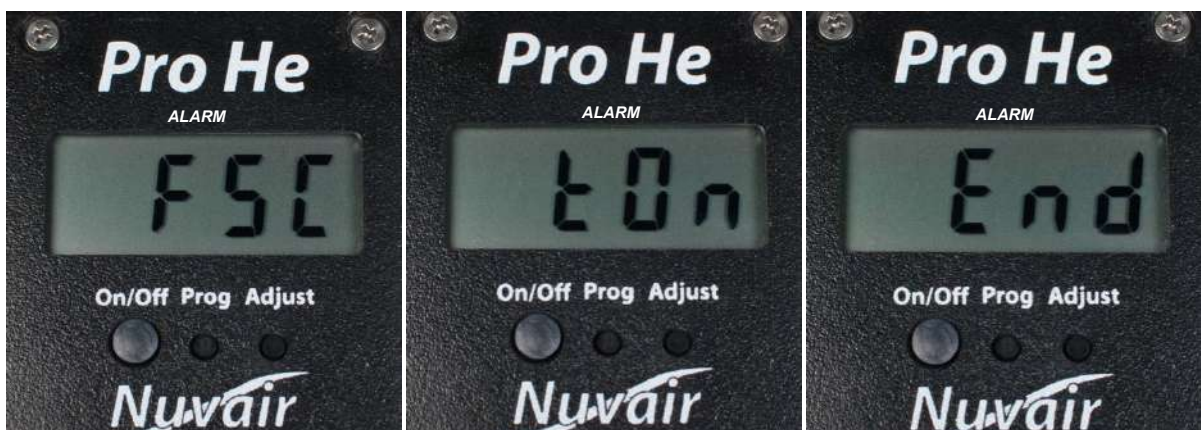 Pro He
ALARM
FSC
On/Off Prog Adjust
Nuvair
Pro He
ALARM
t0n
On/Off Prog Adjust
Nuvair
Pro He
ALARM
End
On/Off Prog Adjust
Nuvair